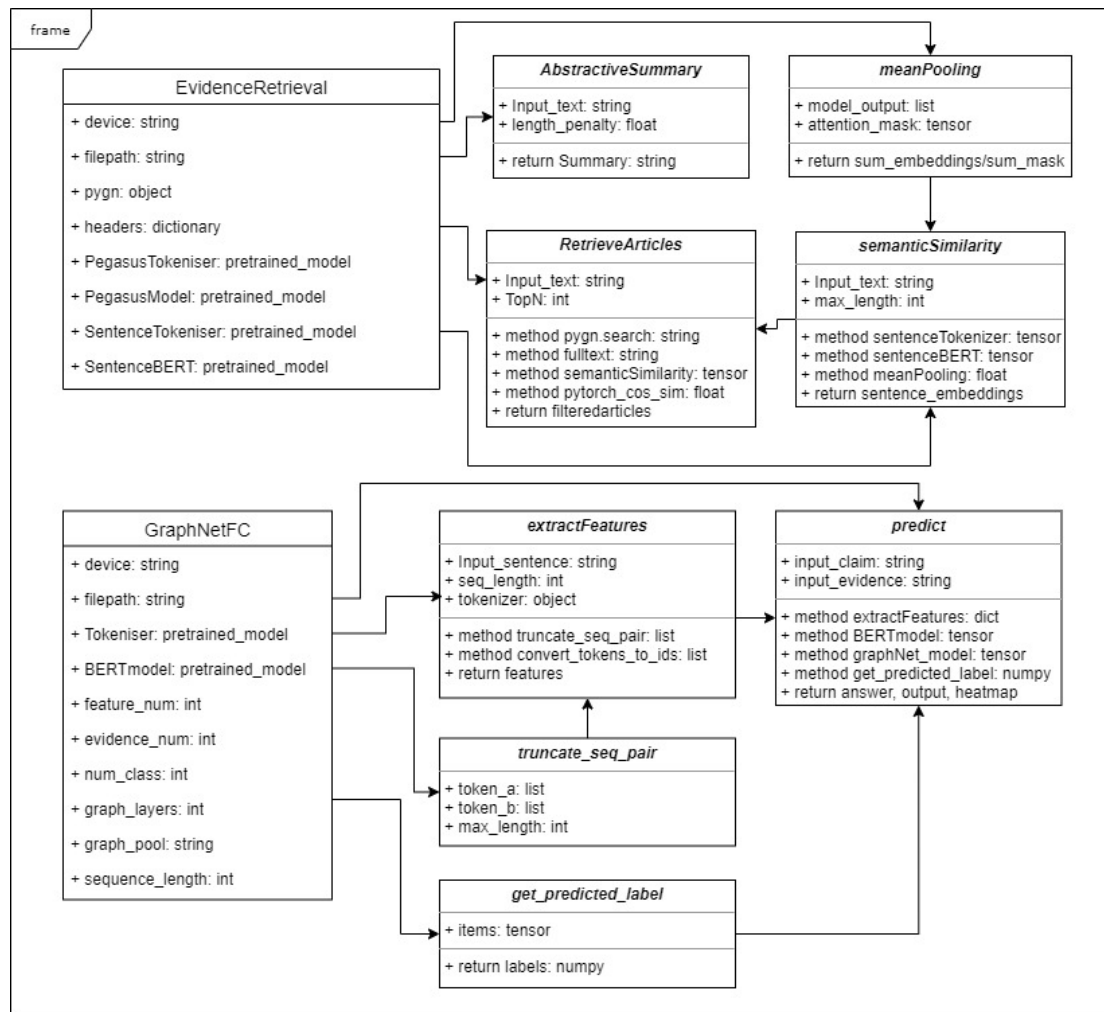 frame
EvidenceRetrieval
+ device: string
+ filepath: string
+ pygn: object
+ headers: dictionary
+ PegasusTokeniser: pretrained_model
+ PegasusModel: pretrained_model
+ SentenceTokeniser: pretrained_model
+ SentenceBERT: pretrained_model
AbstractiveSummary
+ Input_text: string
+ length_penalty: float
+ return Summary: string
meanPooling
+ model_output: list
+ attention_mask: tensor
+ return sum_embeddings/sum_mask
RetrieveArticles
+ Input_text: string
+ TopN: int
+ method pygn.search: string
+ method fulltext: string
+ method semanticSimilarity: tensor
+ method pytorch_cos_sim: float
+ return filteredarticles
semanticSimilarity
+ Input_text: string
+ max_length: int
+ method sentenceTokenizer: tensor
+ method sentenceBERT: tensor
+ method meanPooling: float
+ return sentence_embeddings
GraphNetFC
+ device: string
+ filepath: string
+ Tokeniser: pretrained_model
+ BERTmodel: pretrained_model
+ feature_num: int
+ evidence_num: int
+ num_class: int
+ graph_layers: int
+ graph_pool: string
+ sequence_length: int
extractFeatures
+ Input_sentence: string
+ seq_length: int
+ tokenizer: object
+ method truncate_seq_pair: list
+ method convert_tokens_to_ids: list
+ return features
predict
+ input_claim: string
+ input_evidence: string
+ method extractFeatures: dict
+ method BERTmodel: tensor
+ method graphNet_model: tensor
+ method get_predicted_label: numpy
+ return answer, output, heatmap
truncate_seq_pair
+ token_a: list
+ token_b: list
+ max_length: int
get_predicted_label
+ items: tensor
+ return labels: numpy